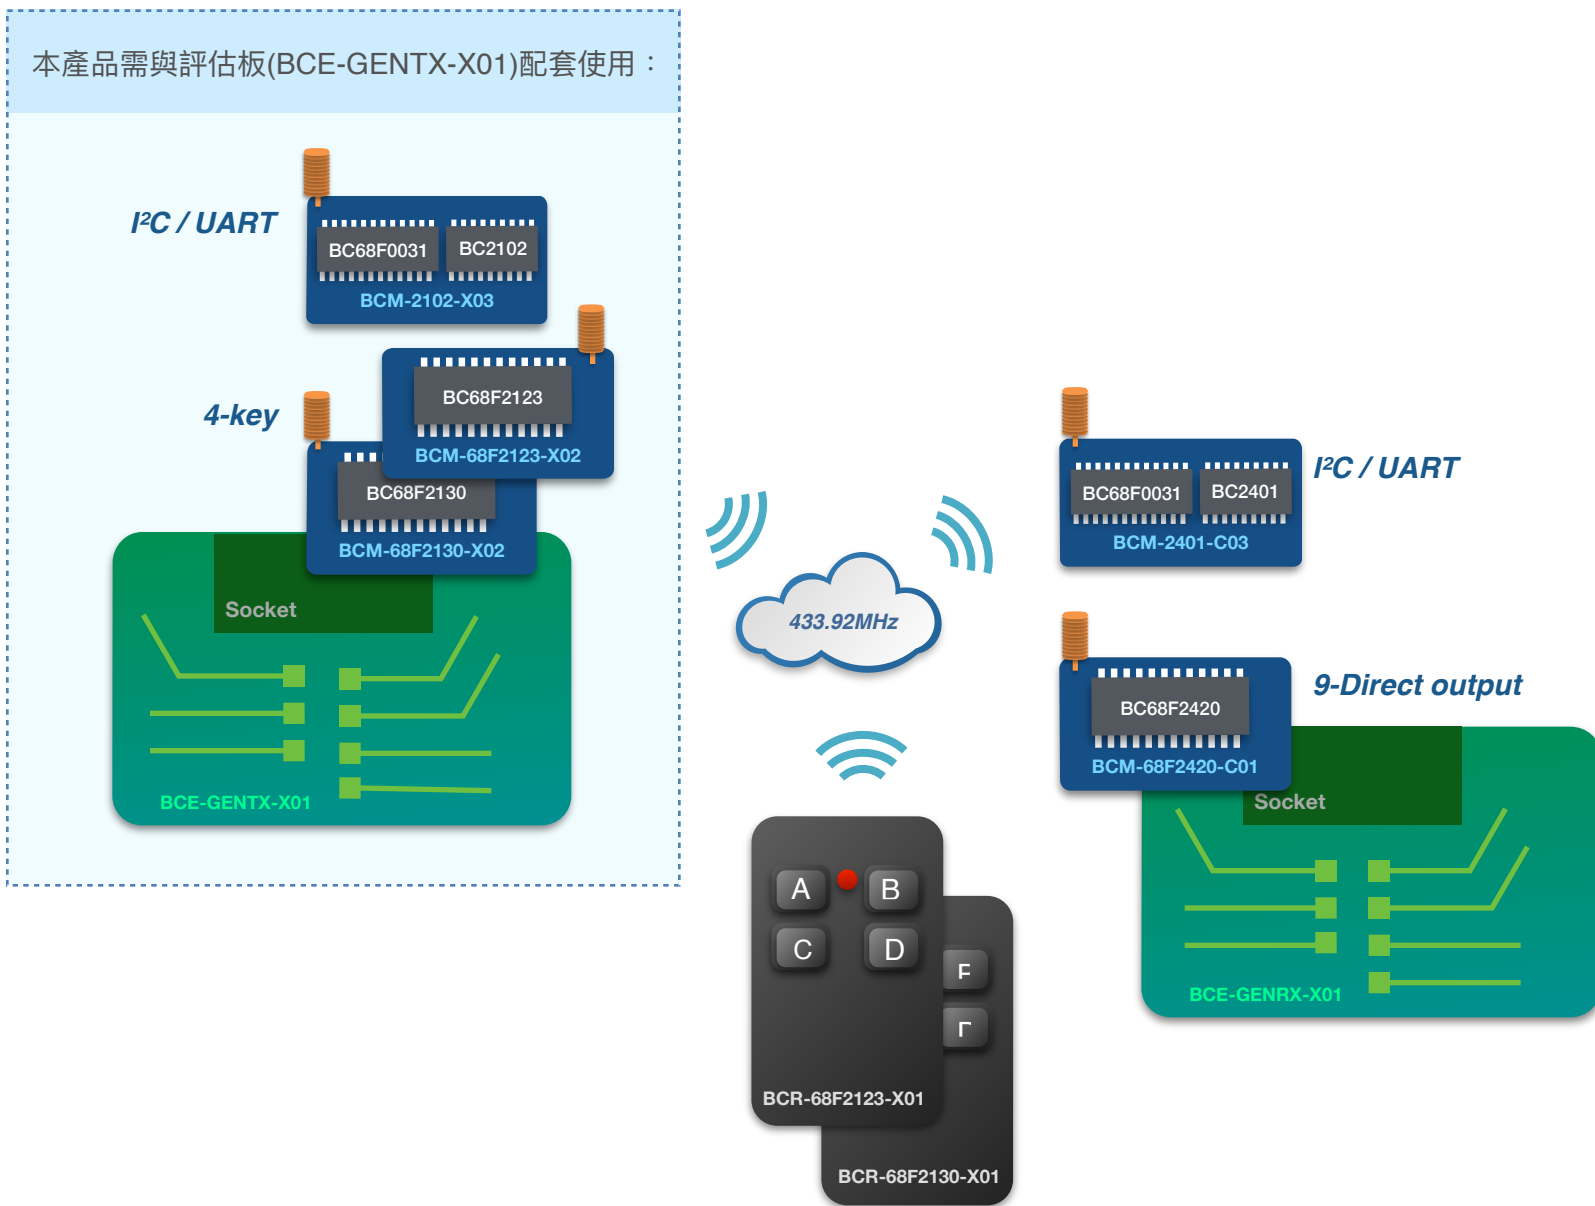 本產品需與評估板(BCE-GENTX-X01)配套使用：
I²C / UART
BC68F0031
BC2102
BCM-2102-X03
4-key
BC68F2123
BCM-68F2123-X02
BC68F2130
BCM-68F2130-X02
Socket
BCE-GENTX-X01
433.92MHz
BC68F0031
BC2401
BCM-2401-C03
I²C / UART
BC68F2420
BCM-68F2420-C01
9-Direct output
Socket
BCE-GENRX-X01
A
B
C
D
BCR-68F2123-X01
BCR-68F2130-X01